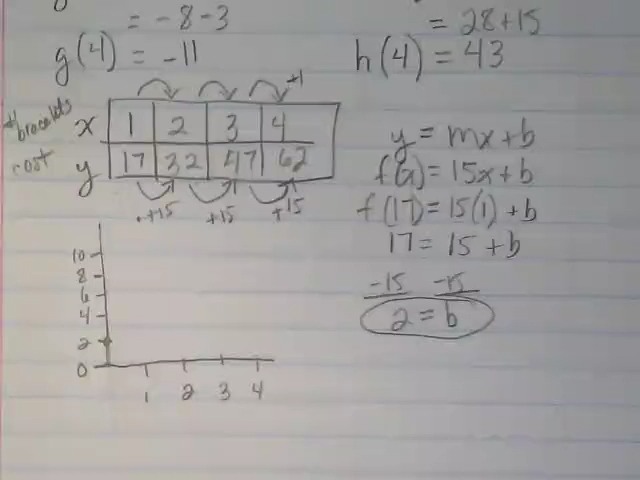 = -8 - 3
g(4) = -11
= 28 + 15
h(4) = 43
+1
# bracelets x 1 2 3 4
cost y 17 32 47 62
+15 +15 +15
y = mx + b
f(x) = 15x + b
f(17) = 15(1) + b
17 = 15 + b
-15 -15
2 = b
10
8
6
4
2
0
1 2 3 4